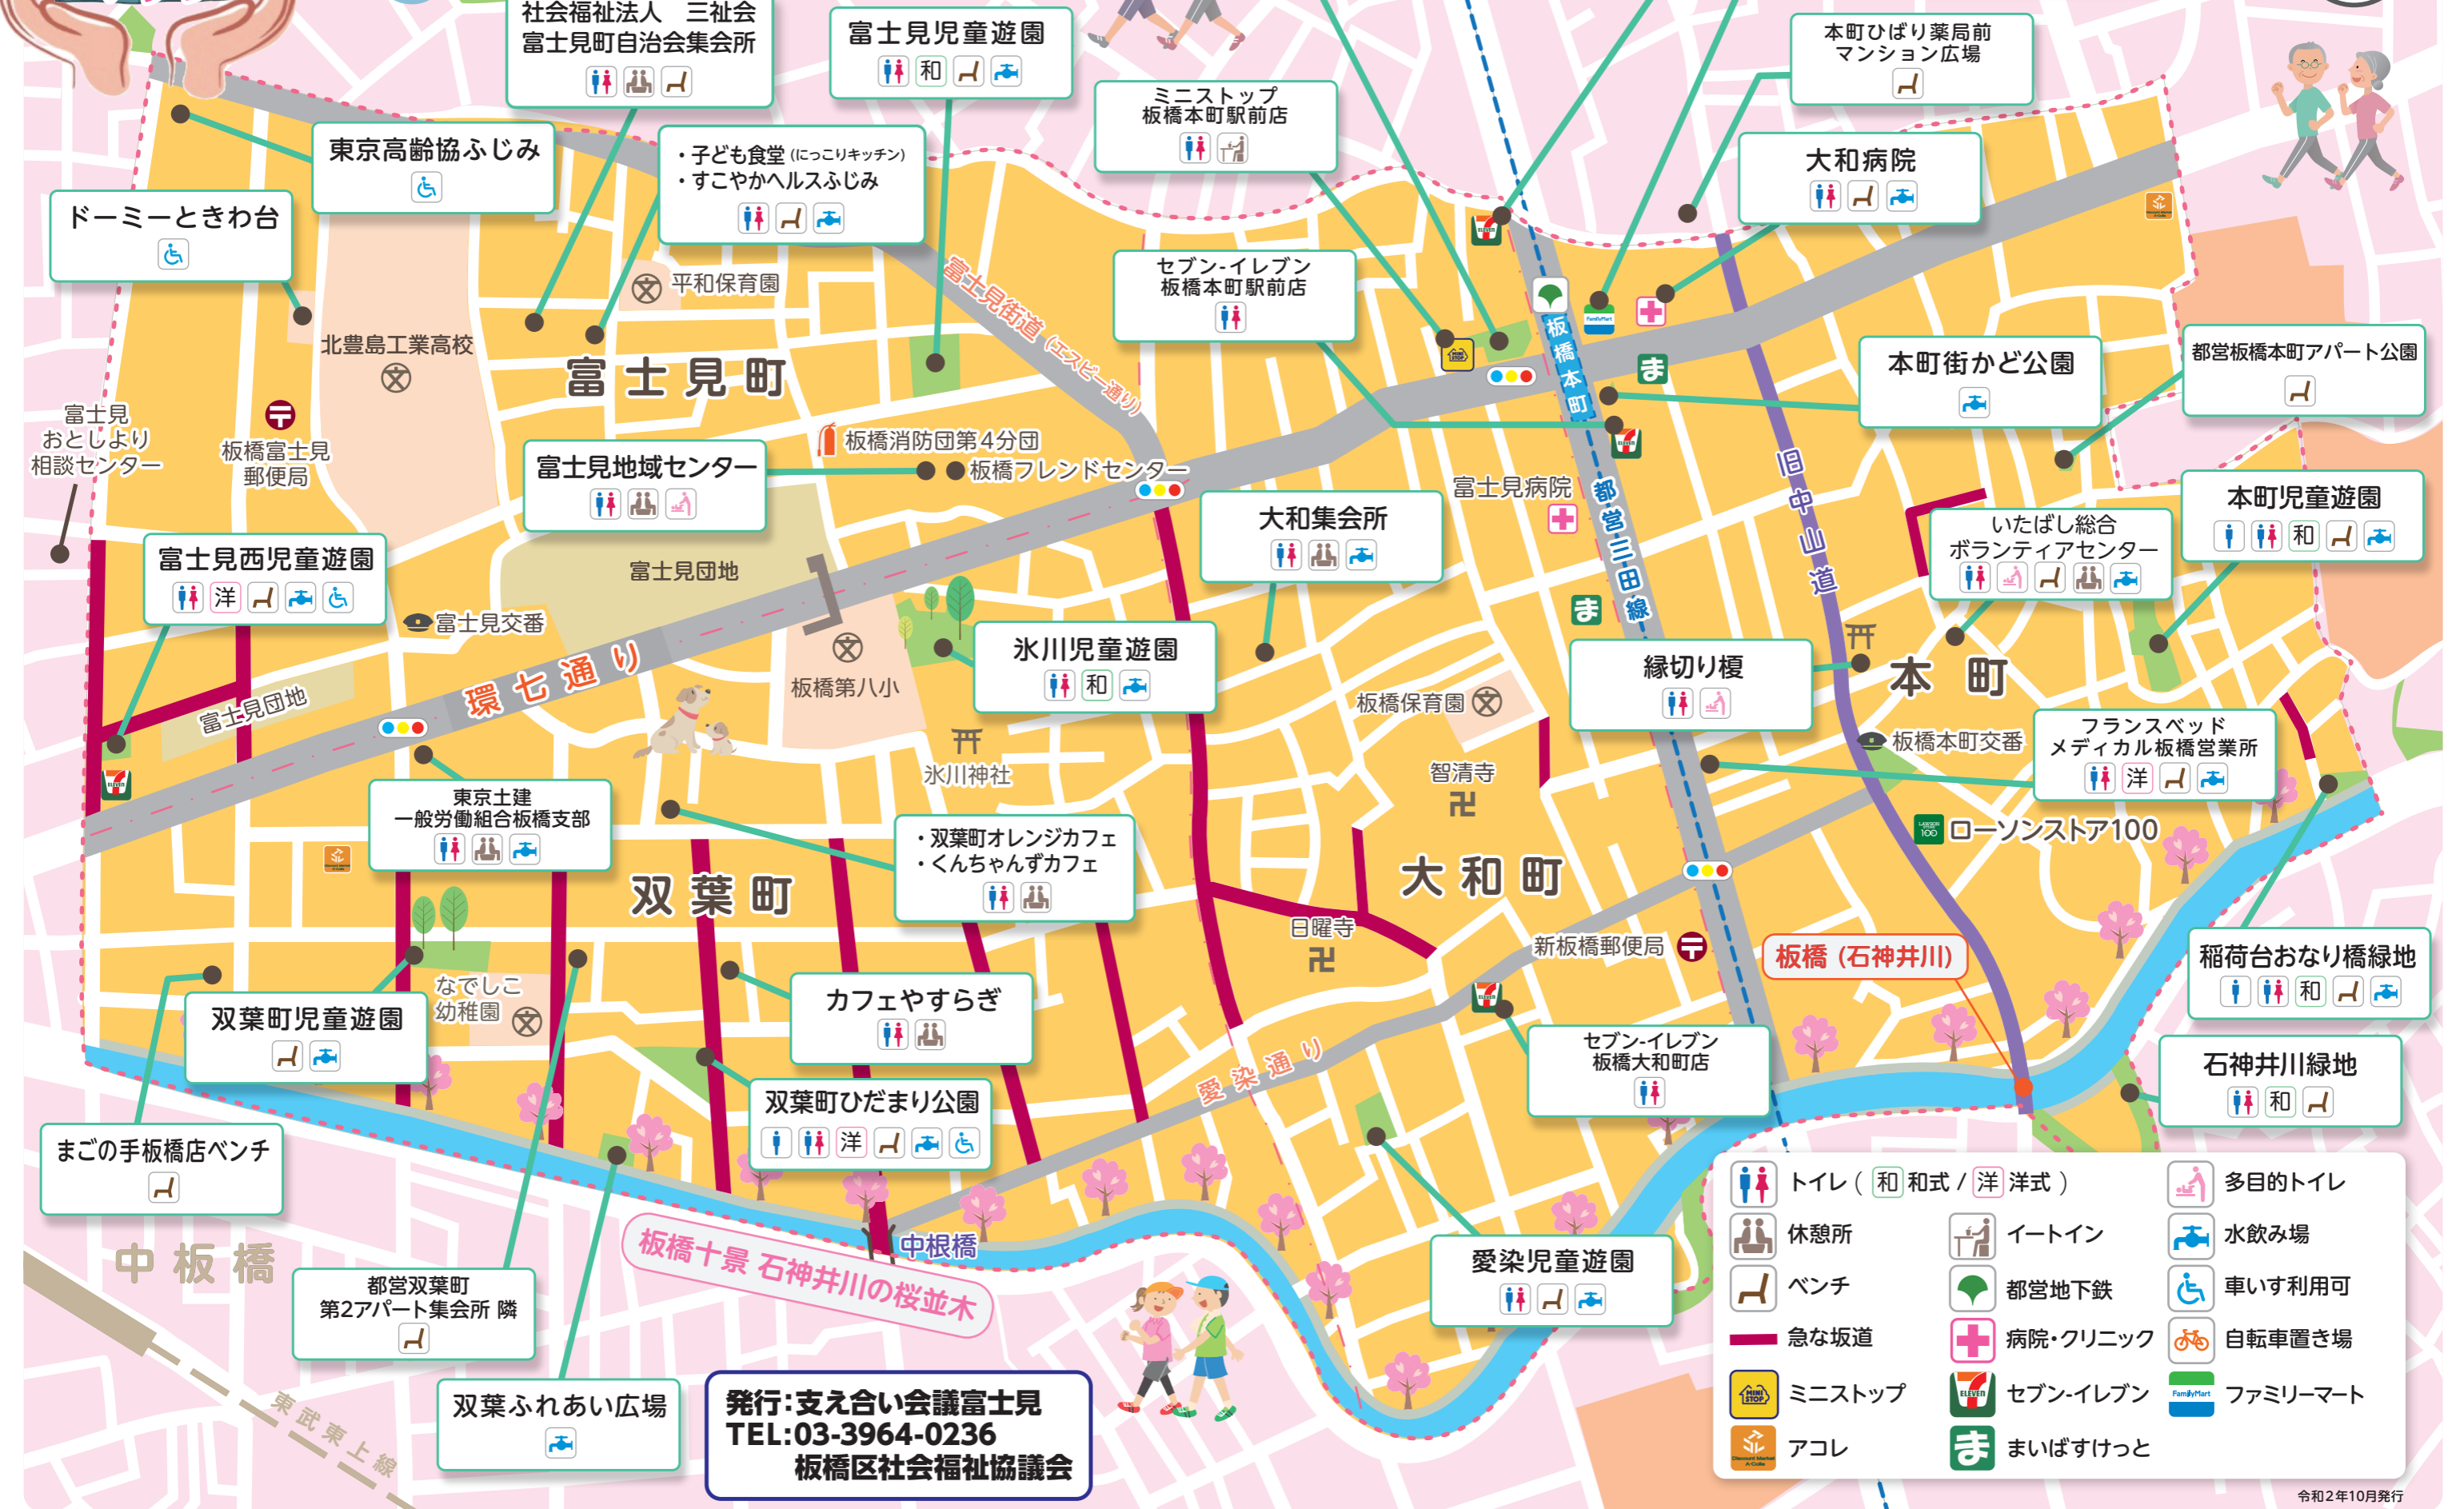 社会福祉法人　三祉会
富士見町自治会集会所
富士見児童遊園
和
ミニストップ
板橋本町駅前店
本町ひばり薬局前
マンション広場
東京高齢協ふじみ
・子ども食堂（にっこりキッチン）
・すこやかヘルスふじみ
大和病院
ドーミーときわ台
平和保育園
富士見街道（エスビー通り）
セブン-イレブン
板橋本町駅前店
ELEVEN
FamilyMart
板橋本町
北豊島工業高校
富士見町
MINI STOP
ま
本町街かど公園
都営板橋本町アパート公園
富士見
おとしより
相談センター
板橋富士見
郵便局
板橋消防団第4分団
板橋フレンドセンター
富士見地域センター
ELEVEN
富士見病院
旧中山道
都営三田線
大和集会所
本町児童遊園
和
いたばし総合
ボランティアセンター
富士見西児童遊園
洋
富士見団地
富士見交番
ま
氷川児童遊園
和
縁切り榎
本町
環七通り
板橋第八小
板橋保育園
富士見団地
氷川神社
智清寺
板橋本町交番
フランスベッド
メディカル板橋営業所
洋
ELEVEN
東京土建
一般労働組合板橋支部
・双葉町オレンジカフェ
・くんちゃんずカフェ
ローソンストア100
双葉町
大和町
日曜寺
新板橋郵便局
板橋（石神井川）
稲荷台おなり橋緑地
和
なでしこ
幼稚園
双葉町児童遊園
カフェやすらぎ
ELEVEN
セブン-イレブン
板橋大和町店
愛染通り
石神井川緑地
和
双葉町ひだまり公園
洋
まごの手板橋店ベンチ
中板橋
板橋十景 石神井川の桜並木
中根橋
愛染児童遊園
都営双葉町
第2アパート集会所 隣
双葉ふれあい広場
東武東上線
発行：支え合い会議富士見
TEL:03-3964-0236
板橋区社会福祉協議会
トイレ（ 和 和式 / 洋 洋式 ）
多目的トイレ
休憩所
イートイン
水飲み場
ベンチ
都営地下鉄
車いす利用可
急な坂道
病院・クリニック
自転車置き場
MINI STOP
ミニストップ
ELEVEN
セブン-イレブン
FamilyMart
ファミリーマート
アコレ
ま
まいばすけっと
令和2年10月発行